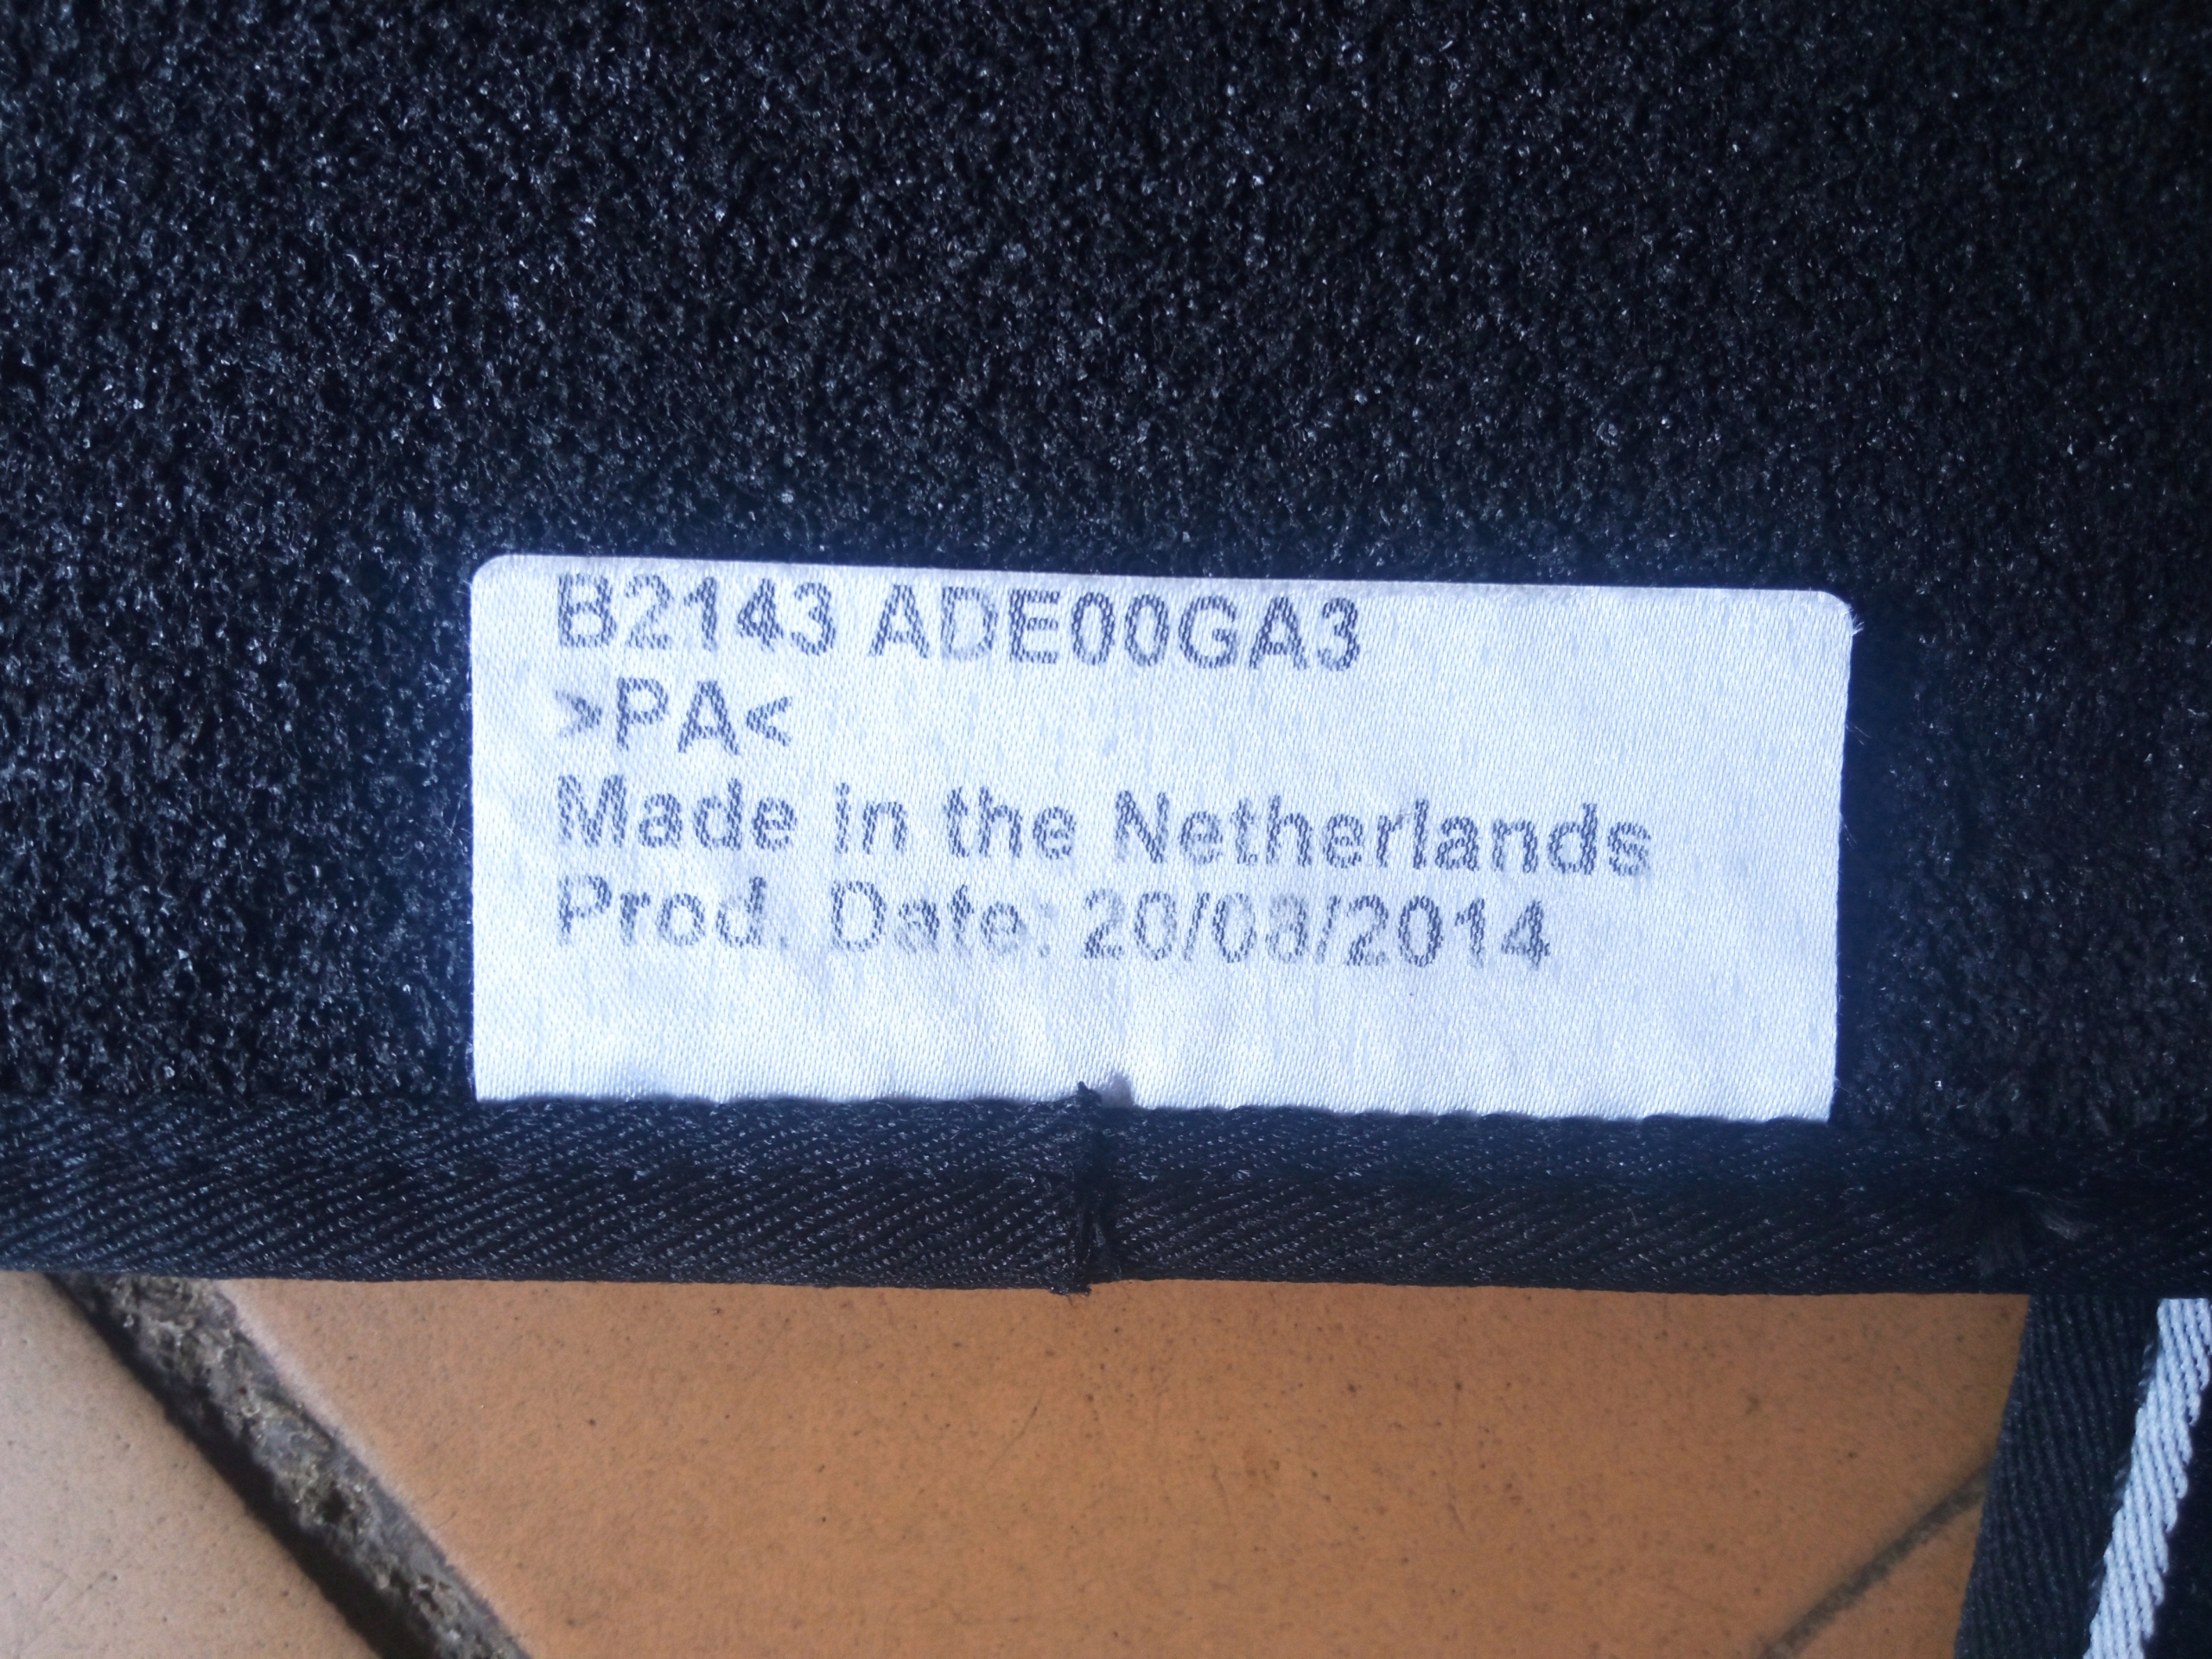 B2143 ADE00GA3
>PA<
Made in the Netherlands
Prod. Date: 20/08/2014